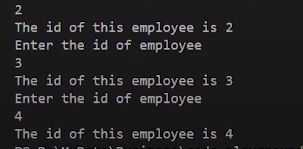 2
The id of this employee is 2
Enter the id of employee
3
The id of this employee is 3
Enter the id of employee
4
The id of this employee is 4